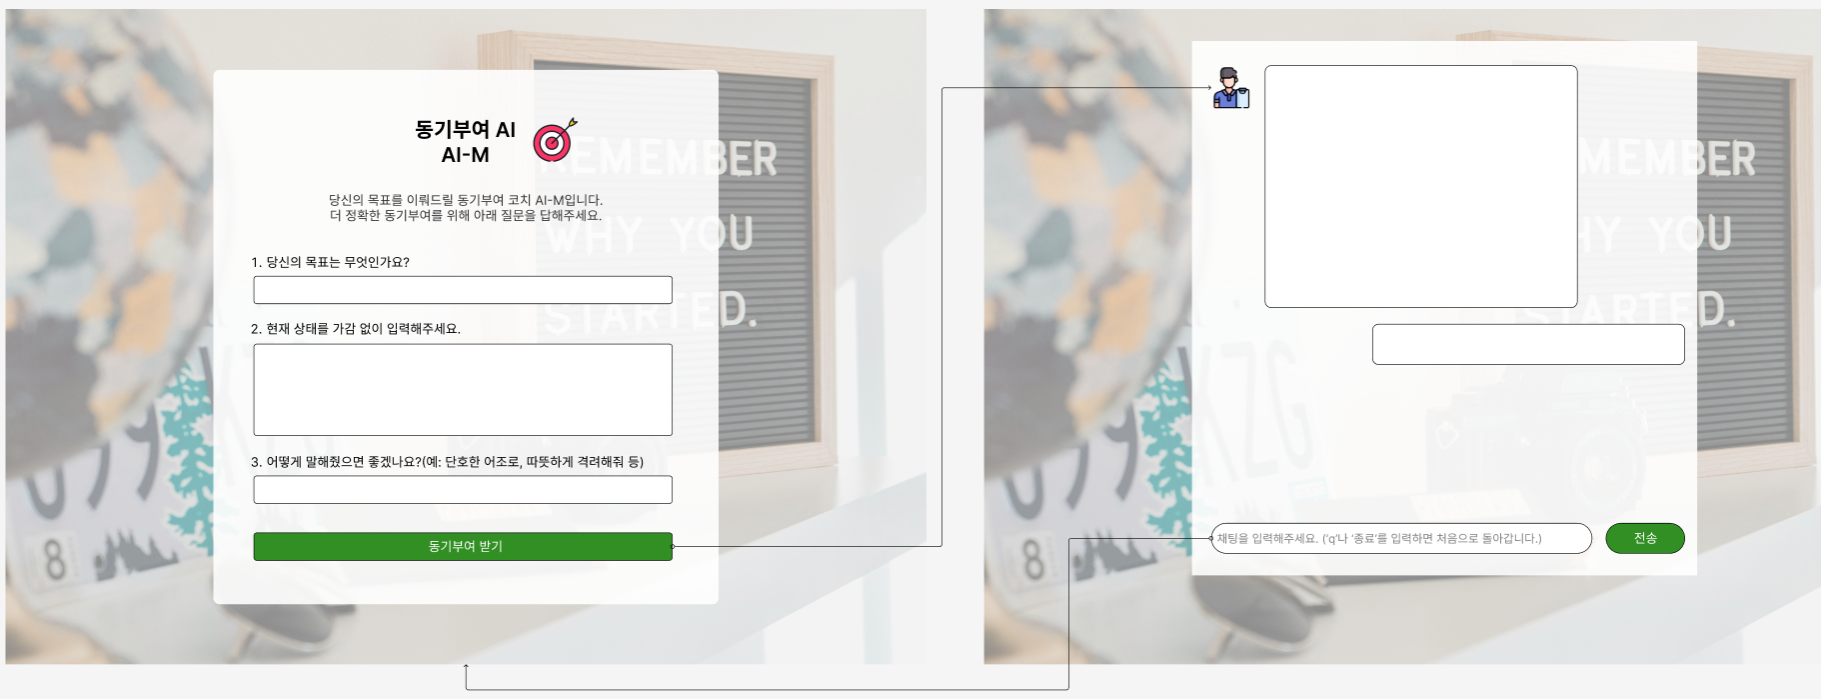 동기부여 AI
AI-M
당신의 목표를 이뤄드릴 동기부여 코치 AI-M입니다.
더 정확한 동기부여를 위해 아래 질문을 답해주세요.
1. 당신의 목표는 무엇인가요?
2. 현재 상태를 가감 없이 입력해주세요.
3. 어떻게 말해줬으면 좋겠나요?(예: 단호한 어조로, 따뜻하게 격려해줘 등)
동기부여 받기
REMEMBER
WHY YOU
STARTED.
8
채팅을 입력해주세요. ('q'나 '종료'를 입력하면 처음으로 돌아갑니다.)
전송
EMEMBER
HY YOU
STARTED.
XZG
8